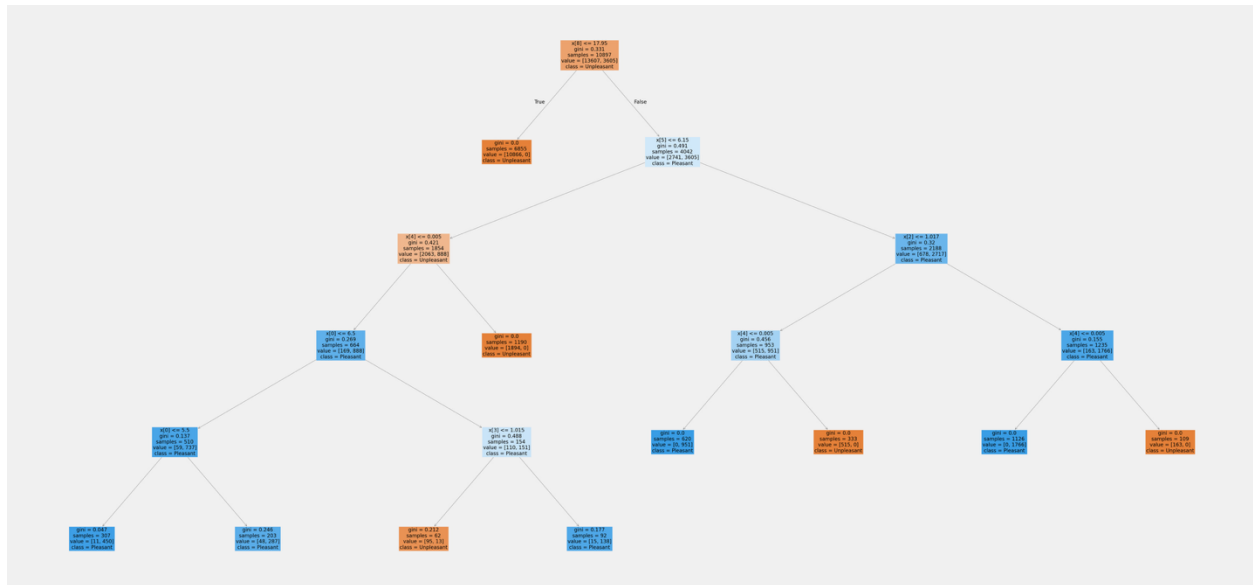 x[8] <= 17.95
gini = 0.331
samples = 10897
value = [13607, 3605]
class = Unpleasant
True
False
gini = 0.0
samples = 6855
value = [10866, 0]
class = Unpleasant
x[5] <= 6.15
gini = 0.491
samples = 4042
value = [2741, 3605]
class = Pleasant
x[4] <= 0.005
gini = 0.421
samples = 1854
value = [2063, 888]
class = Unpleasant
x[2] <= 1.017
gini = 0.32
samples = 2188
value = [678, 2717]
class = Pleasant
x[0] <= 6.5
gini = 0.269
samples = 664
value = [169, 888]
class = Pleasant
gini = 0.0
samples = 1190
value = [1894, 0]
class = Unpleasant
x[4] <= 0.005
gini = 0.456
samples = 953
value = [515, 951]
class = Pleasant
x[4] <= 0.005
gini = 0.155
samples = 1235
value = [163, 1766]
class = Pleasant
x[0] <= 5.5
gini = 0.137
samples = 510
value = [59, 737]
class = Pleasant
x[3] <= 1.015
gini = 0.488
samples = 154
value = [110, 151]
class = Pleasant
gini = 0.0
samples = 620
value = [0, 951]
class = Pleasant
gini = 0.0
samples = 333
value = [515, 0]
class = Unpleasant
gini = 0.0
samples = 1126
value = [0, 1766]
class = Pleasant
gini = 0.0
samples = 109
value = [163, 0]
class = Unpleasant
gini = 0.047
samples = 307
value = [11, 450]
class = Pleasant
gini = 0.246
samples = 203
value = [48, 287]
class = Pleasant
gini = 0.212
samples = 62
value = [95, 13]
class = Unpleasant
gini = 0.177
samples = 92
value = [15, 138]
class = Pleasant